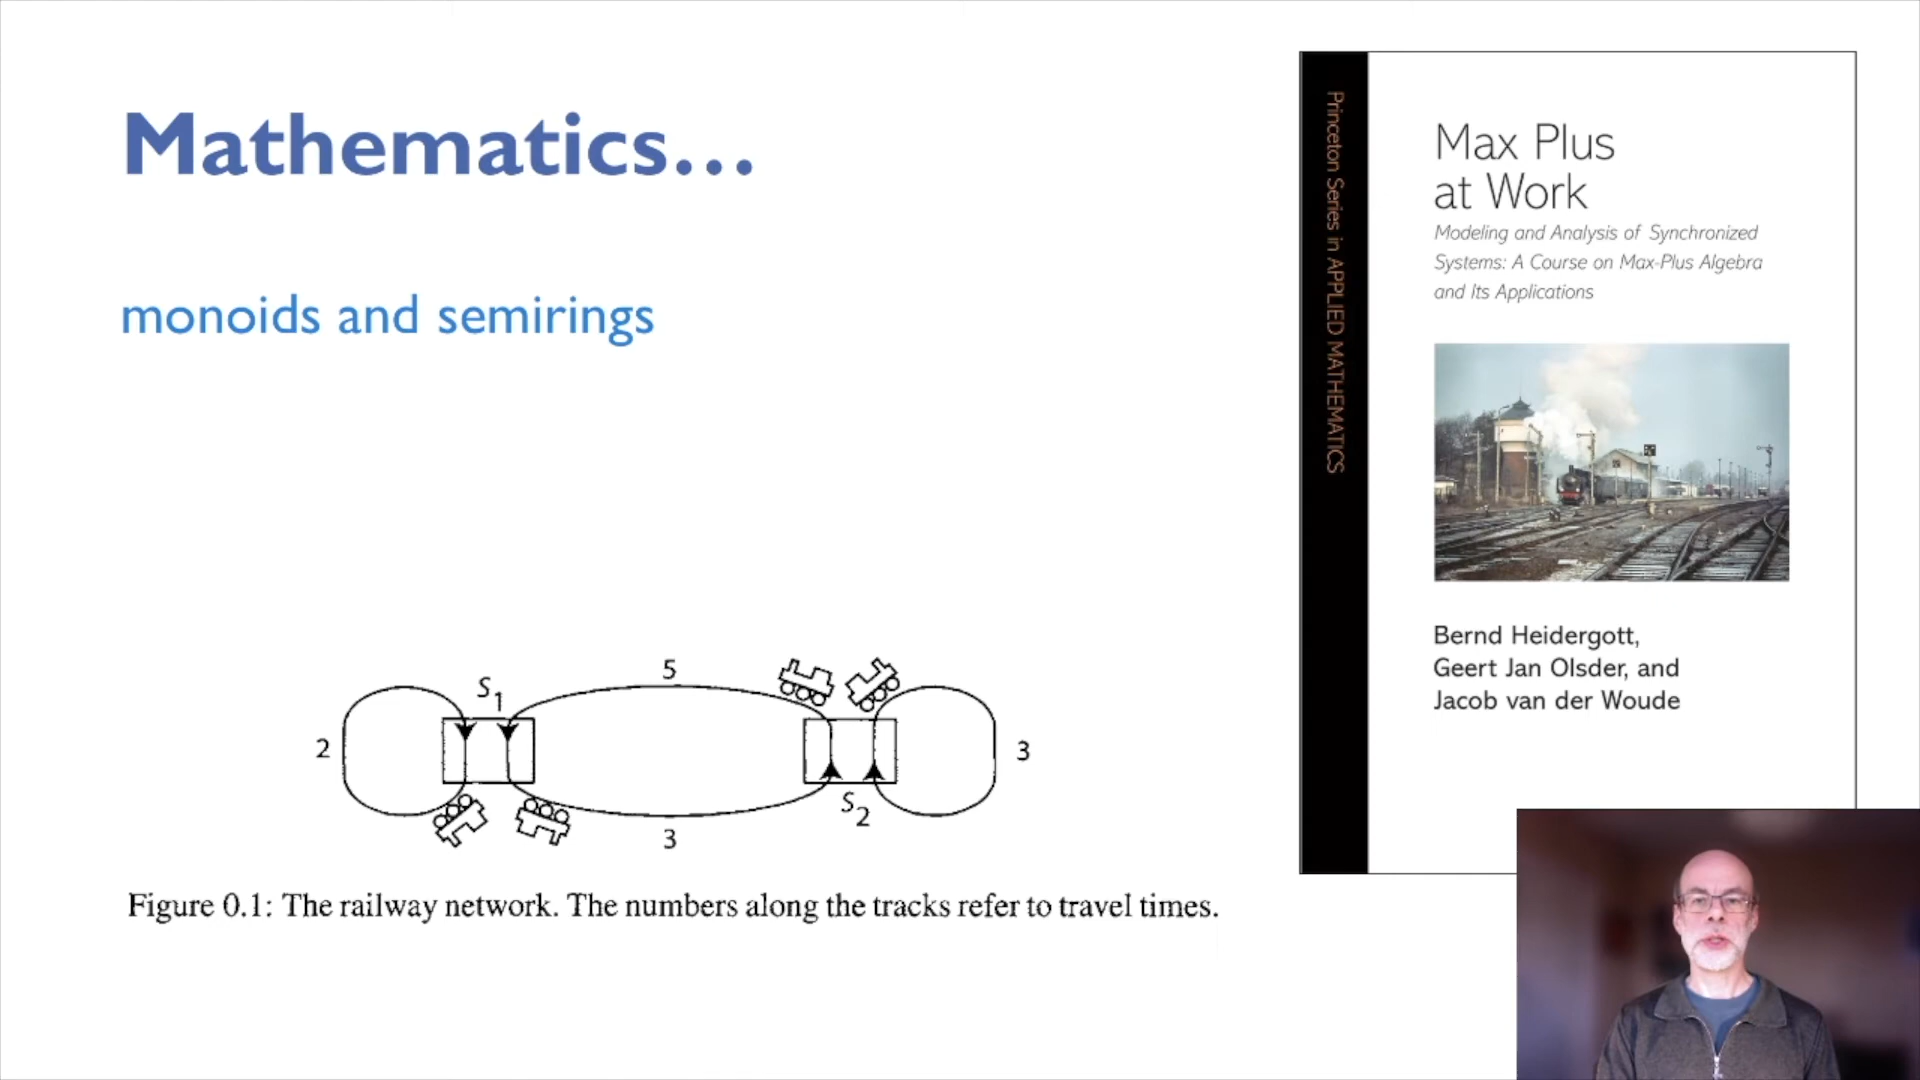 Mathematics...
monoids and semirings
5
S1
2
3
S2
3
Figure 0.1: The railway network. The numbers along the tracks refer to travel times.
Princeton Series in APPLIED MATHEMATICS
Max Plus
at Work
Modeling and Analysis of Synchronized
Systems: A Course on Max-Plus Algebra
and Its Applications
Bernd Heidergott,
Geert Jan Olsder, and
Jacob van der Woude